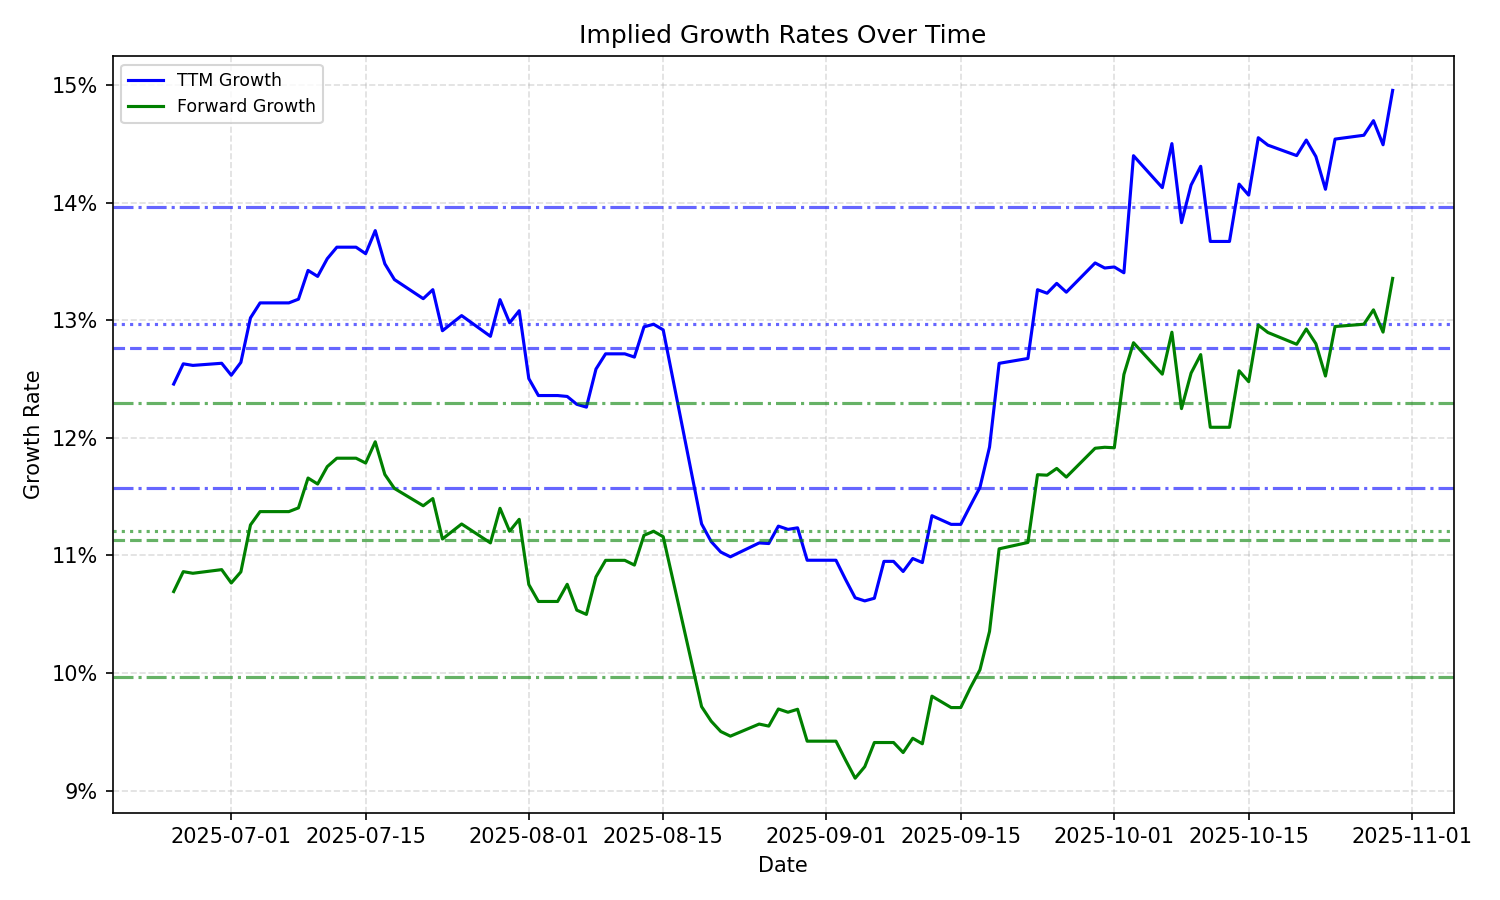 Implied Growth Rates Over Time
TTM Growth
Forward Growth
15%
14%
13%
12%
11%
10%
9%
Growth Rate
2025-07-01 2025-07-15 2025-08-01 2025-08-15 2025-09-01 2025-09-15 2025-10-01 2025-10-15 2025-11-01
Date